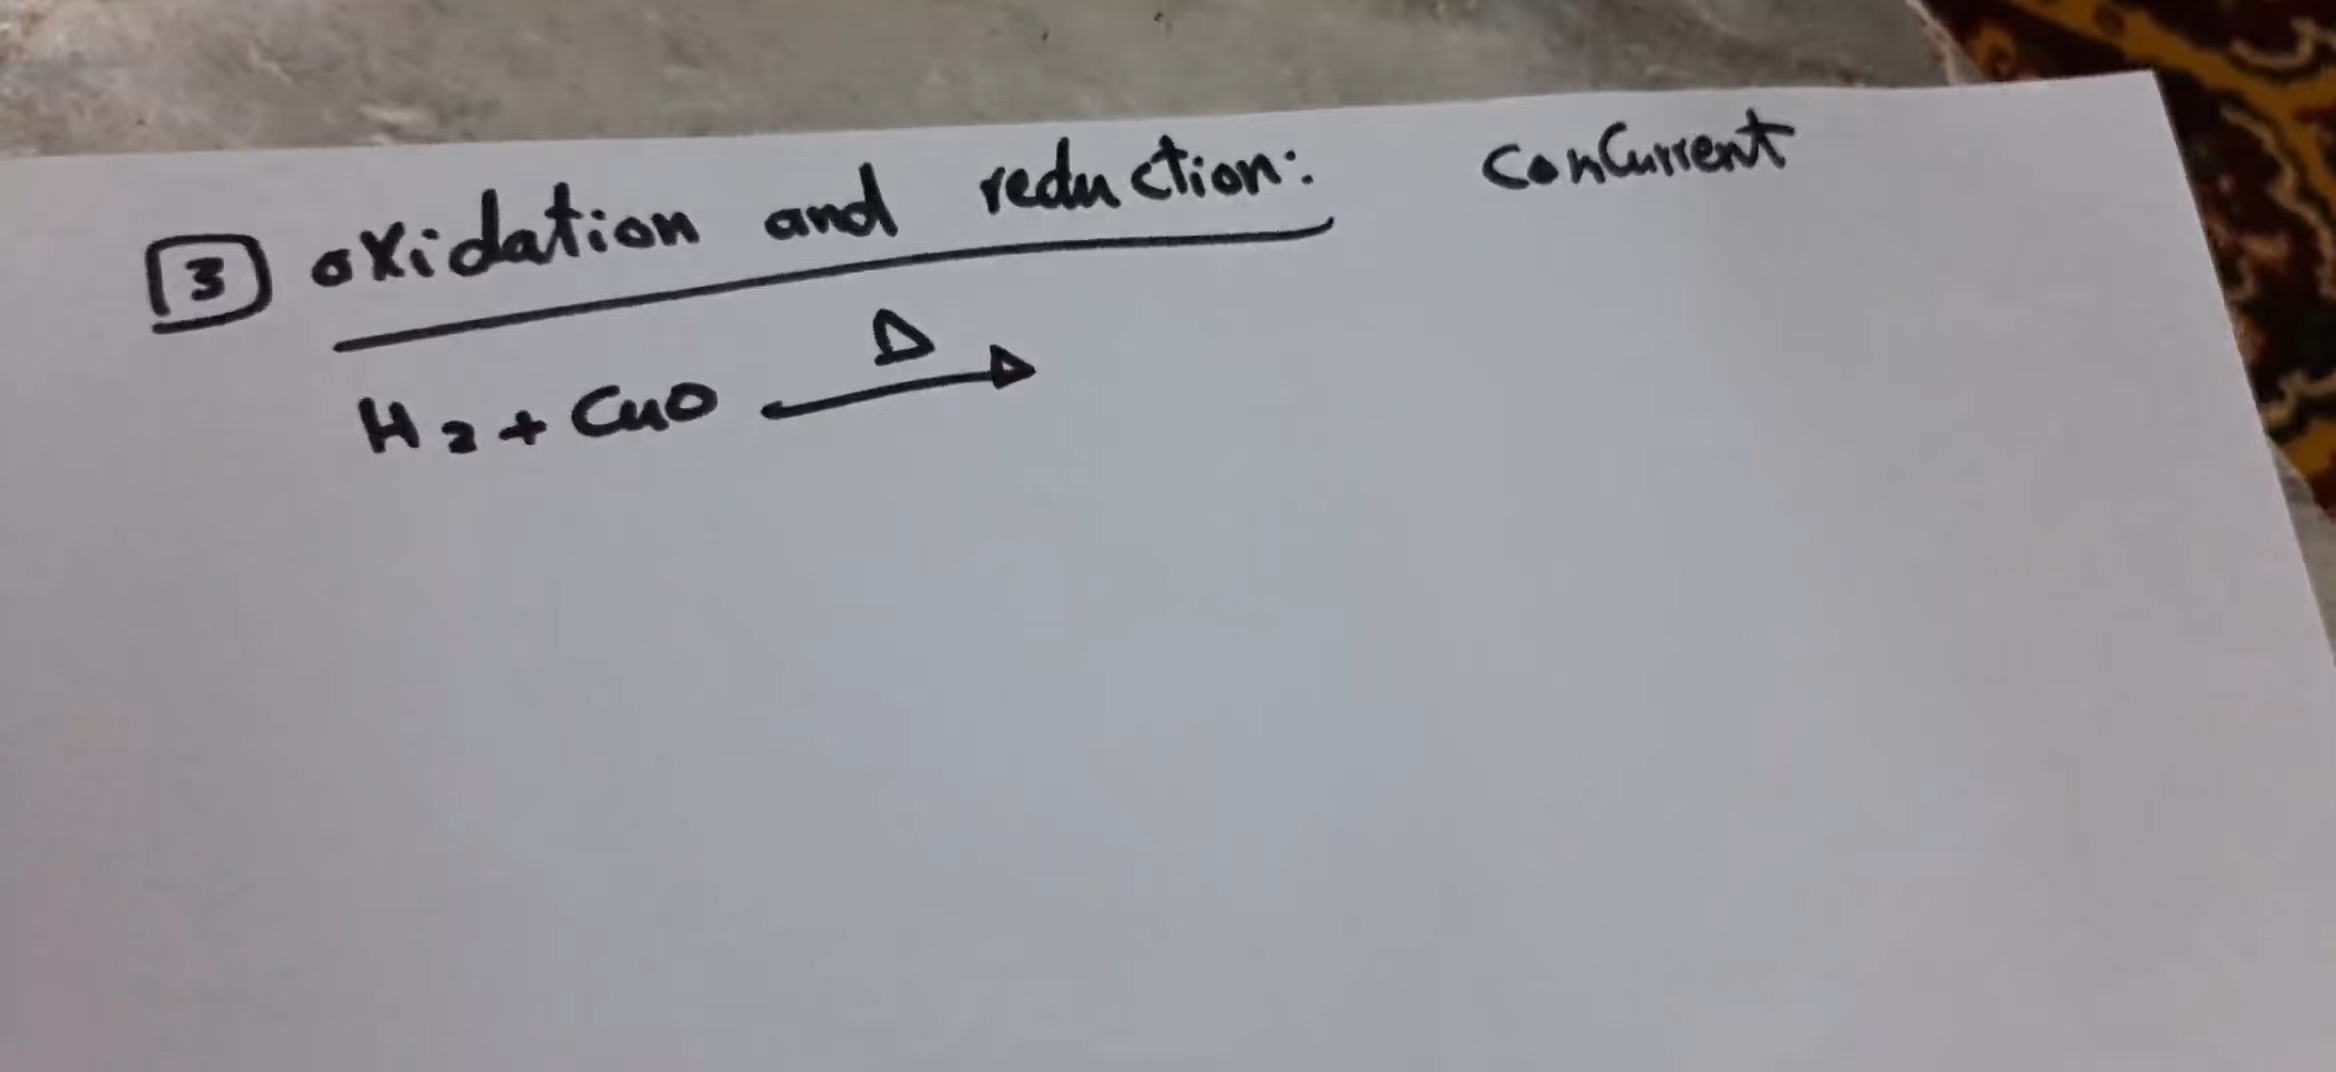 3 oxidation and reduction: Concurrent
Δ
H2 + CuO →